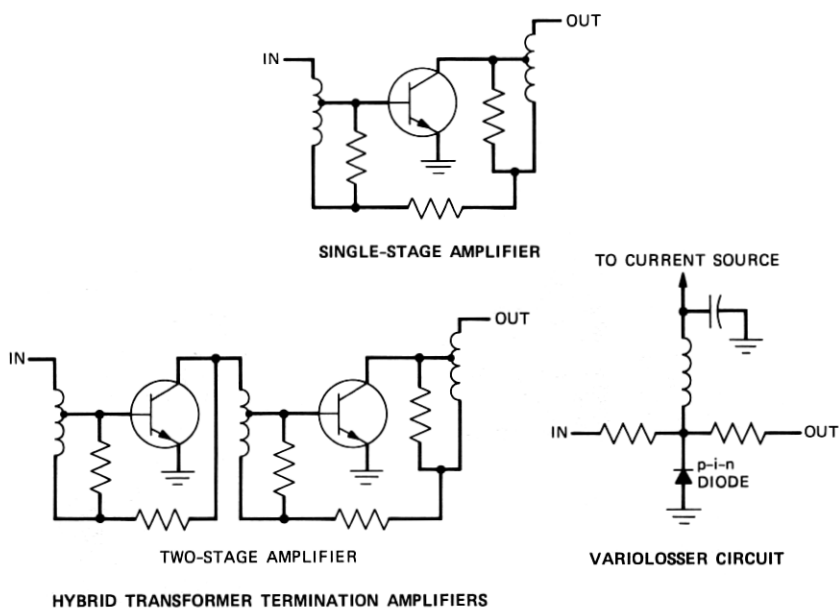 OUT
IN
SINGLE-STAGE AMPLIFIER
TO CURRENT SOURCE
OUT
IN
IN
OUT
p-i-n
DIODE
TWO-STAGE AMPLIFIER
VARIOLOSSER CIRCUIT
HYBRID TRANSFORMER TERMINATION AMPLIFIERS